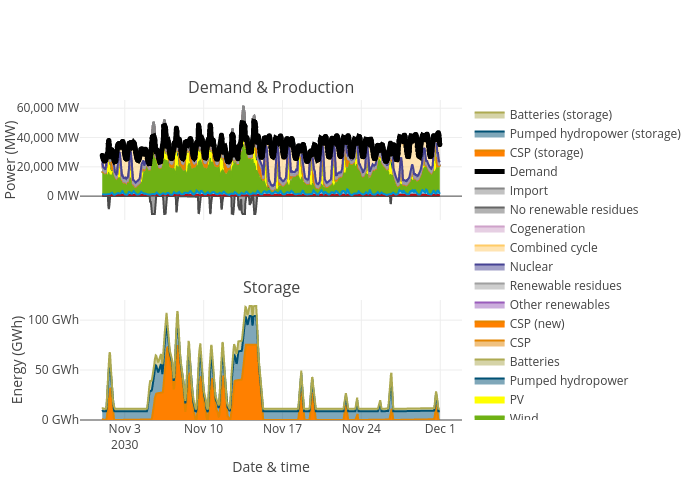 Demand & Production
60,000 MW
40,000 MW
20,000 MW
0 MW
Power (MW)
Storage
100 GWh
50 GWh
0 GWh
Energy (GWh)
Nov 3
2030
Nov 10
Nov 17
Nov 24
Dec 1
Date & time
Batteries (storage)
Pumped hydropower (storage)
CSP (storage)
Demand
Import
No renewable residues
Cogeneration
Combined cycle
Nuclear
Renewable residues
Other renewables
CSP (new)
CSP
Batteries
Pumped hydropower
PV
Wind